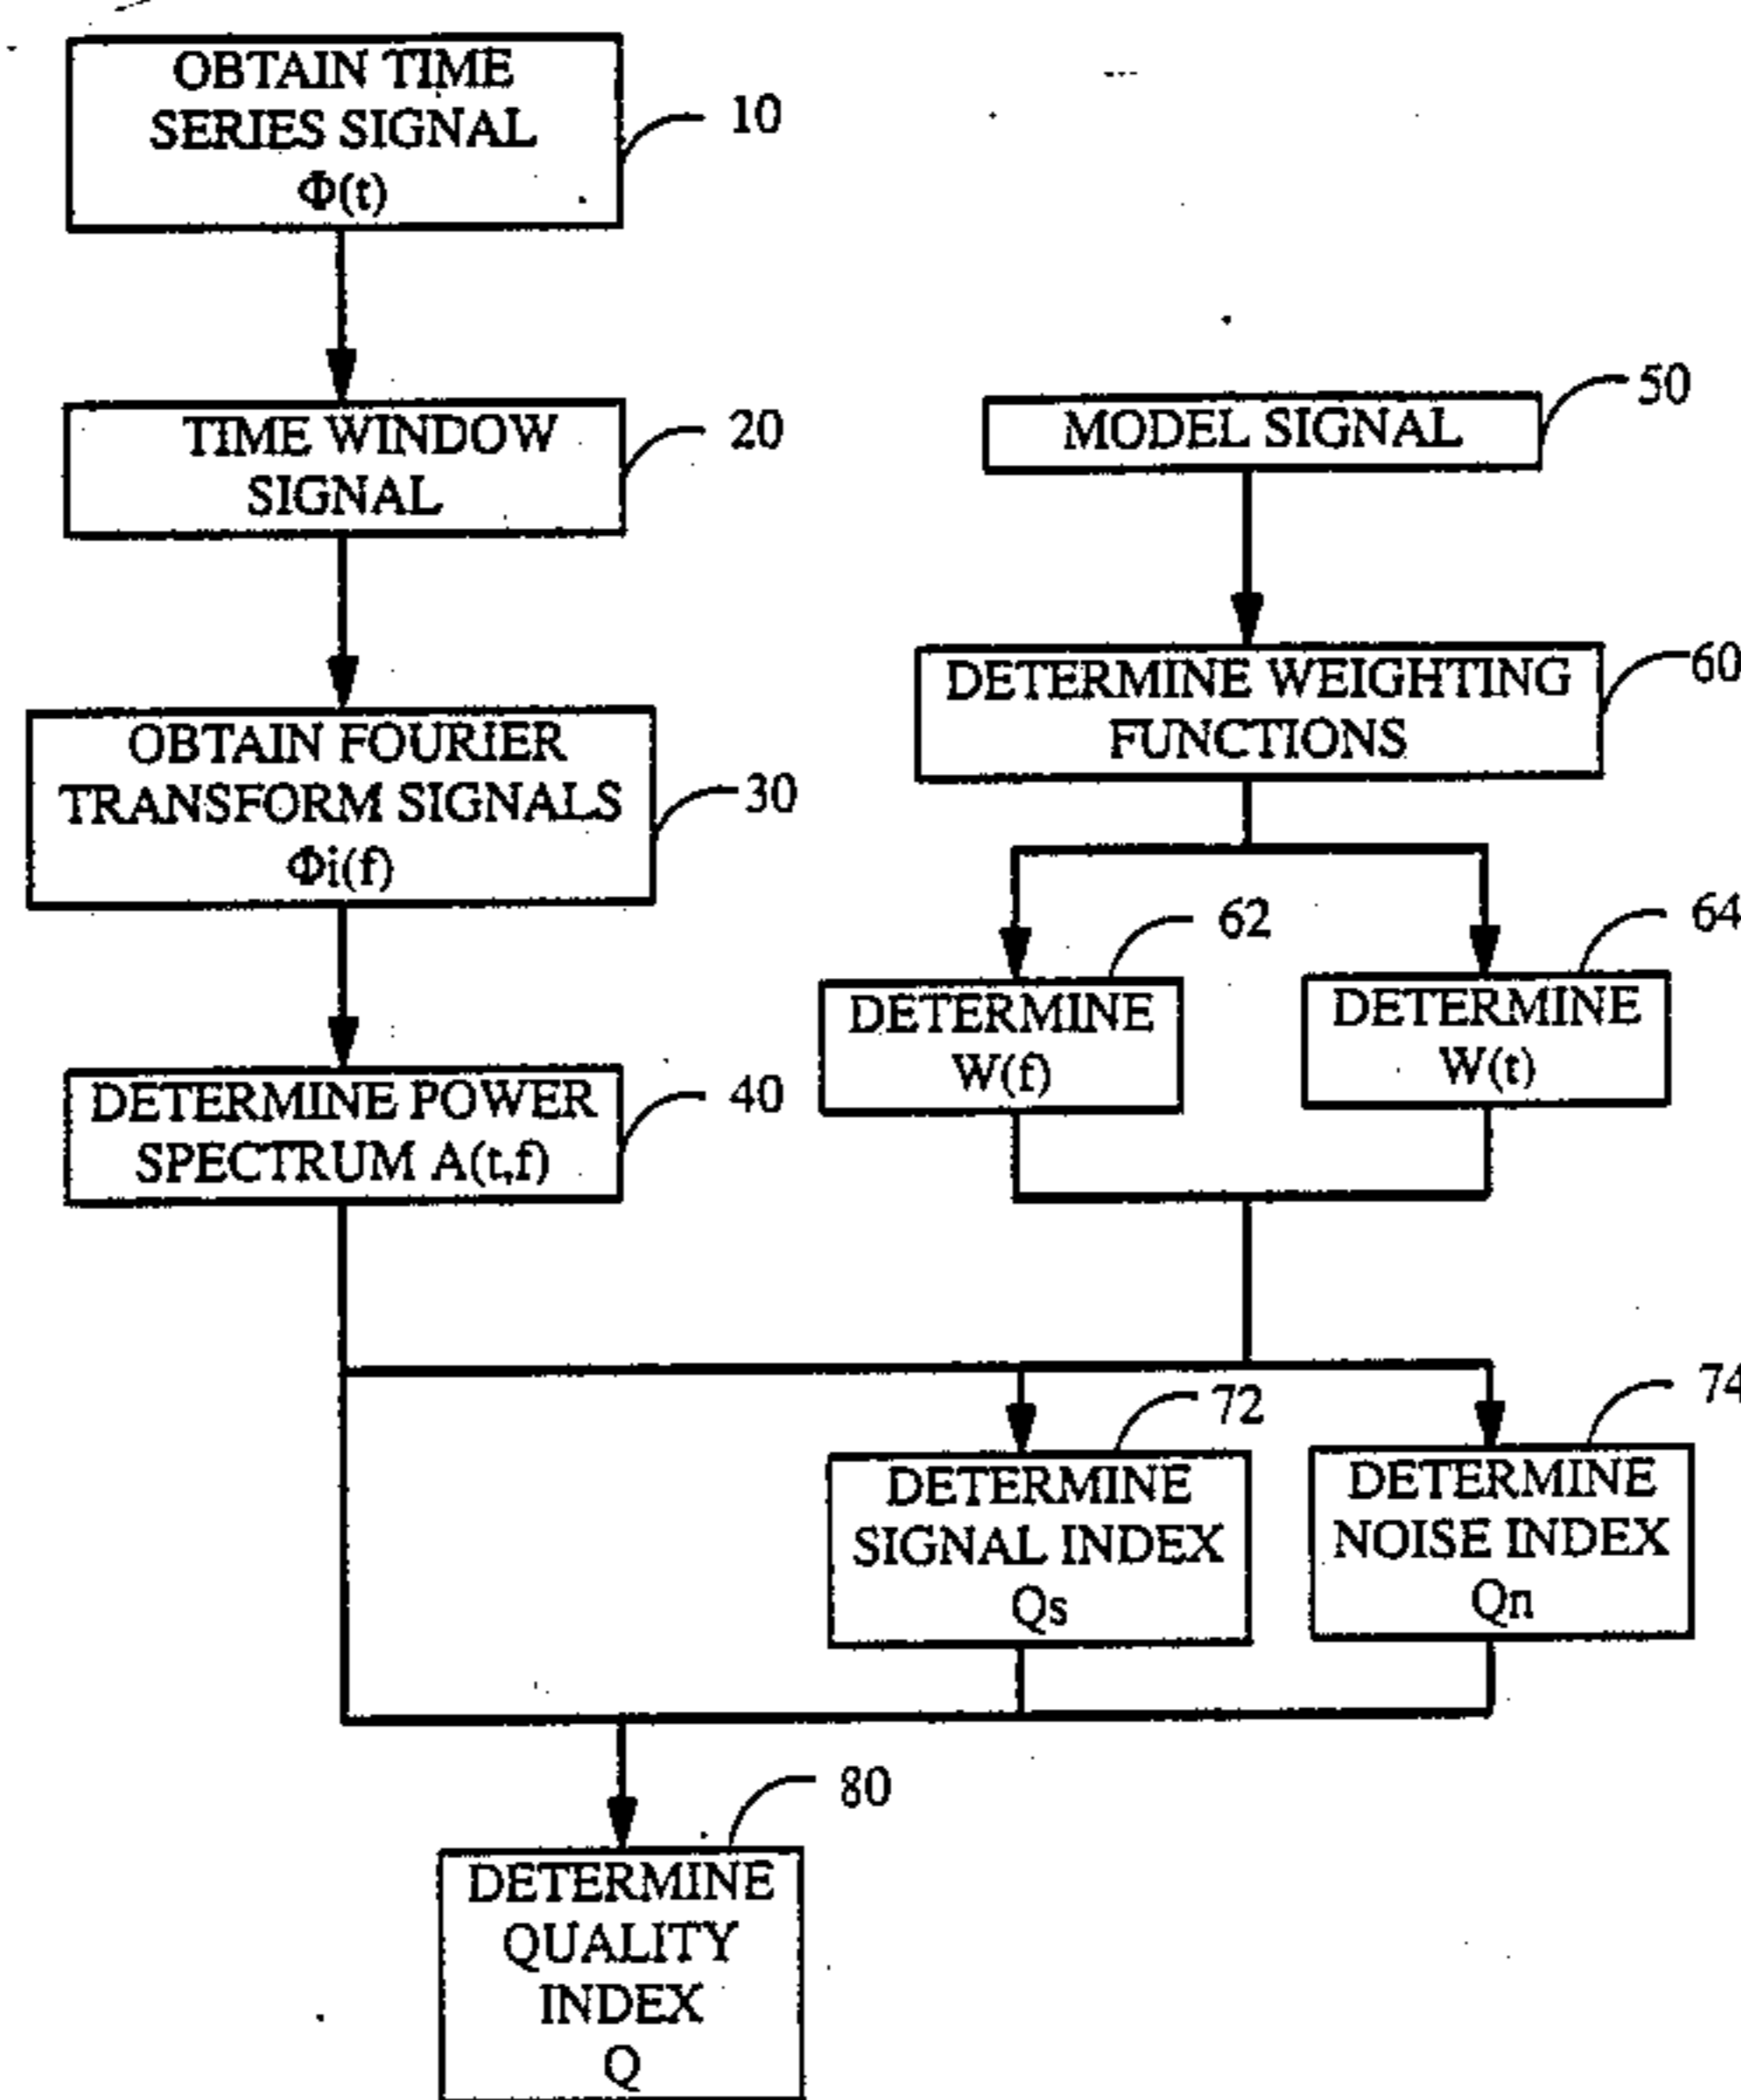 OBTAIN TIME
SERIES SIGNAL
Φ(t)
10
TIME WINDOW
SIGNAL
20
OBTAIN FOURIER
TRANSFORM SIGNALS
Φi(f)
30
DETERMINE POWER
SPECTRUM A(t,f)
40
MODEL SIGNAL
50
DETERMINE WEIGHTING
FUNCTIONS
60
DETERMINE
W(f)
62
DETERMINE
W(t)
64
DETERMINE
SIGNAL INDEX
Qs
72
DETERMINE
NOISE INDEX
Qn
74
DETERMINE
QUALITY
INDEX
Q
80